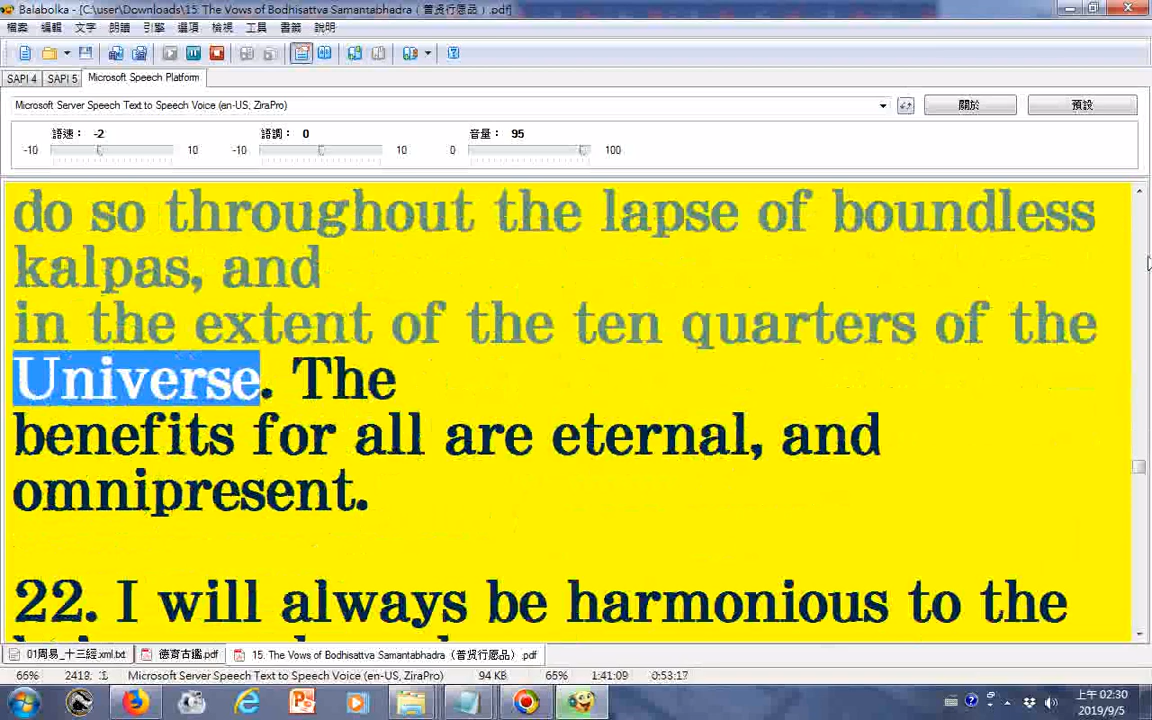 Balabolka - [C:\user\Downloads\15. The Vows of Bodhisattva Samantabhadra (普贤行愿品) .pdf]
檔案 編輯 文字 朗讀 引擎 選項 檢視 工具 書籤 說明
SAPI 4 SAPI 5 Microsoft Speech Platform
Microsoft Server Speech Text to Speech Voice (en-US, ZiraPro) 關於 預設
語速： -2 語調： 0 音量： 95
-10 10 -10 10 0 100
do so throughout the lapse of boundless
kalpas, and
in the extent of the ten quarters of the
Universe. The
benefits for all are eternal, and
omnipresent.
22. I will always be harmonious to the
01周易_十三經.xml.txt 德育古鑑.pdf 15. The Vows of Bodhisattva Samantabhadra (普贤行愿品) .pdf
65% 2418: 1 Microsoft Server Speech Text to Speech Voice (en-US, ZiraPro) 94 KB 65% 1:41:09 0:53:17
上午 02:30
2019/9/5